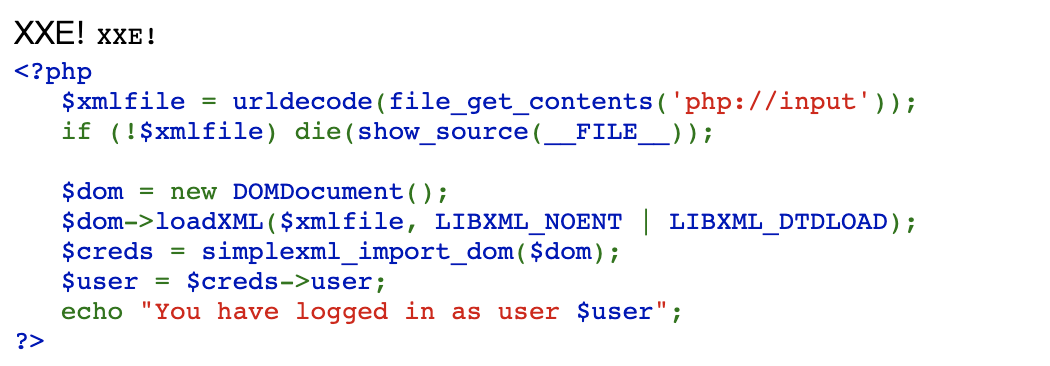 XXE! XXE!
<?php
$xmlfile = urldecode(file_get_contents('php://input'));
if (!$xmlfile) die(show_source(__FILE__));
$dom = new DOMDocument();
$dom->loadXML($xmlfile, LIBXML_NOENT | LIBXML_DTDLOAD);
$creds = simplexml_import_dom($dom);
$user = $creds->user;
echo "You have logged in as user $user";
?>